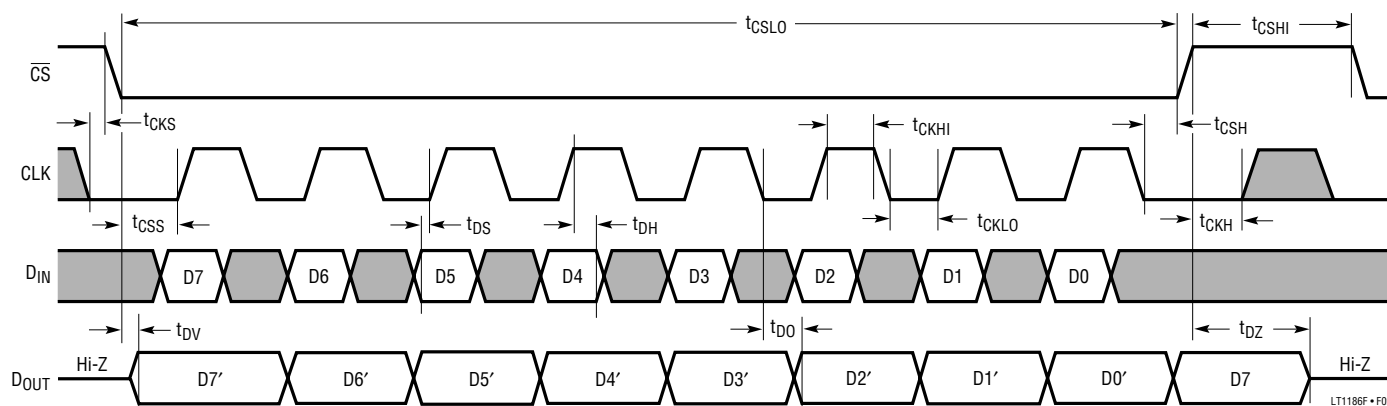 tCSLO
tCSHI
CS
tCKS
tCKHI
tCSH
CLK
tCSS
tDS
tDH
tCKLO
tCKH
DIN
D7
D6
D5
D4
D3
D2
D1
D0
tDV
tDO
tDZ
DOUT
Hi-Z
D7′
D6′
D5′
D4′
D3′
D2′
D1′
D0′
D7
Hi-Z
LT1186F • F0